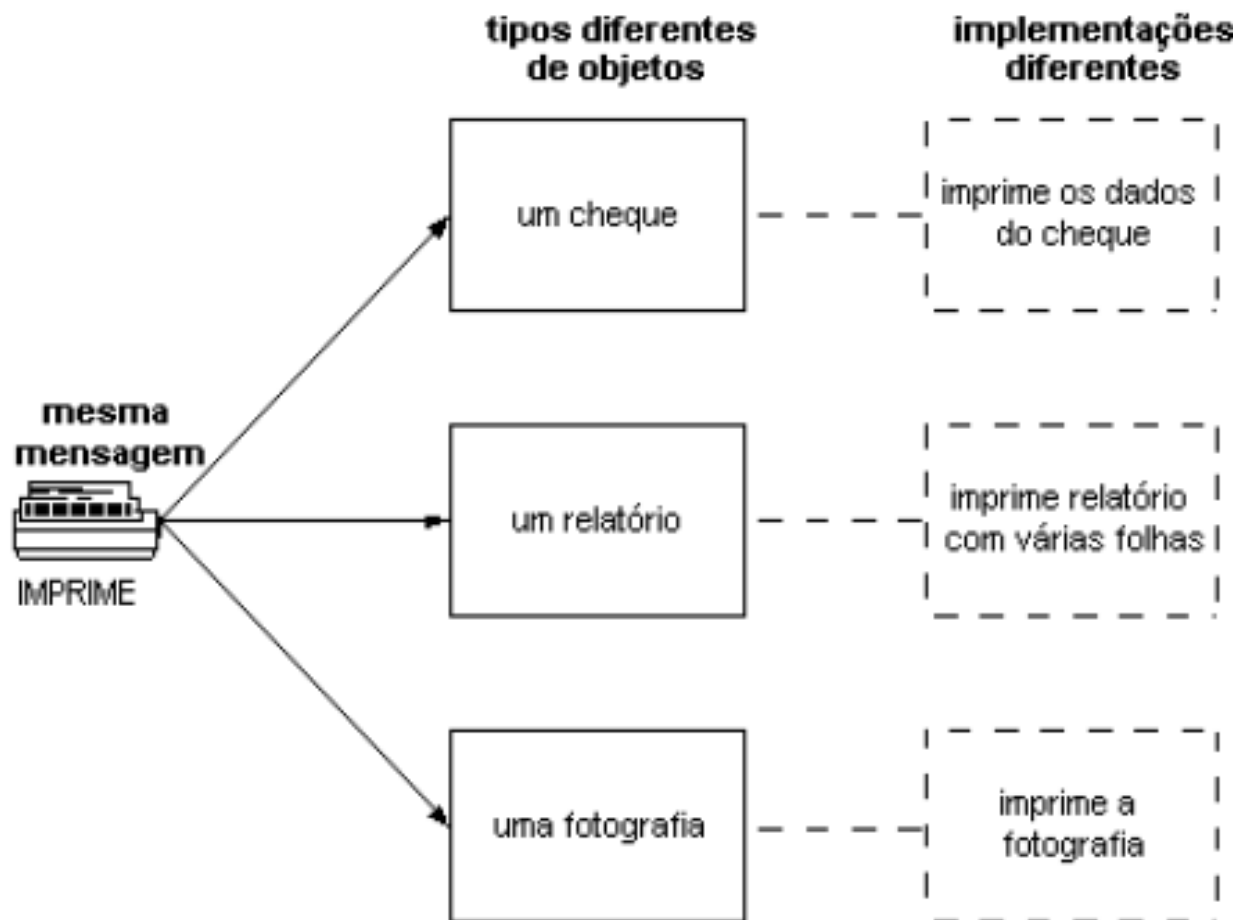 tipos diferentes
de objetos
implementações
diferentes
um cheque
imprime os dados
do cheque
mesma
mensagem
IMPRIME
um relatório
imprime relatório
com várias folhas
uma fotografia
imprime a
fotografia